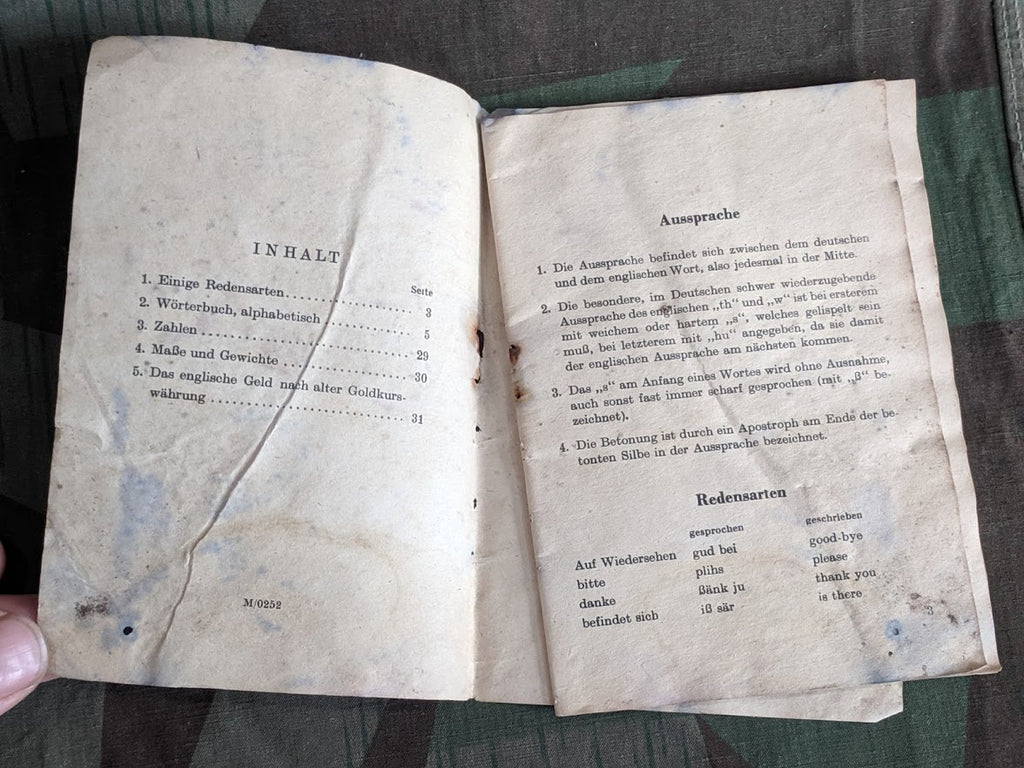 INHALT
Seite
1. Einige Redensarten........................ 3
2. Wörterbuch, alphabetisch ................. 5
3. Zahlen ................................... 29
4. Maße und Gewichte ........................ 30
5. Das englische Geld nach alter Goldkurs-
währung .................................. 31
M/0252
Aussprache
1. Die Aussprache befindet sich zwischen dem deutschen
und dem englischen Wort, also jedesmal in der Mitte.
2. Die besondere, im Deutschen schwer wiederzugebende
Aussprache des englischen „th" und „w" ist bei ersterem
mit weichem oder hartem „s", welches gelispelt sein
muß, bei letzterem mit „hu" angegeben, da sie damit
der englischen Aussprache am nächsten kommen.
3. Das „s" am Anfang eines Wortes wird ohne Ausnahme,
auch sonst fast immer scharf gesprochen (mit „ß" be-
zeichnet).
4. Die Betonung ist durch ein Apostroph am Ende der be-
tonten Silbe in der Aussprache bezeichnet.
Redensarten
gesprochen geschrieben
Auf Wiedersehen gud bei good-bye
bitte plihs please
danke ßänk ju thank you
befindet sich iß sär is there
3